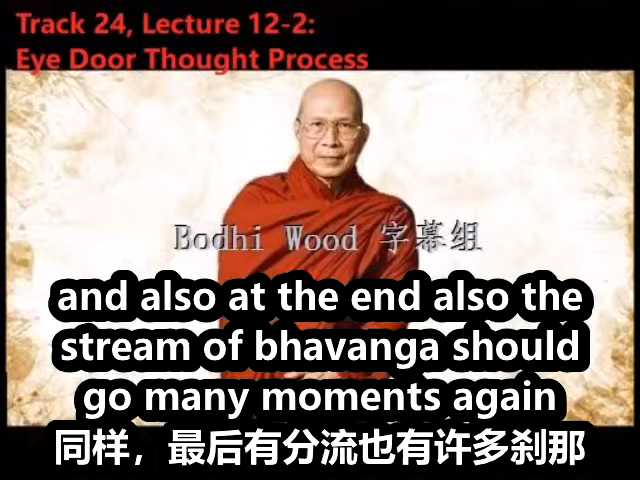 Track 24, Lecture 12-2:
Eye Door Thought Process
Bodhi Wood 字幕组
and also at the end also the
stream of bhavanga should
go many moments again
同样，最后有分流也有许多刹那